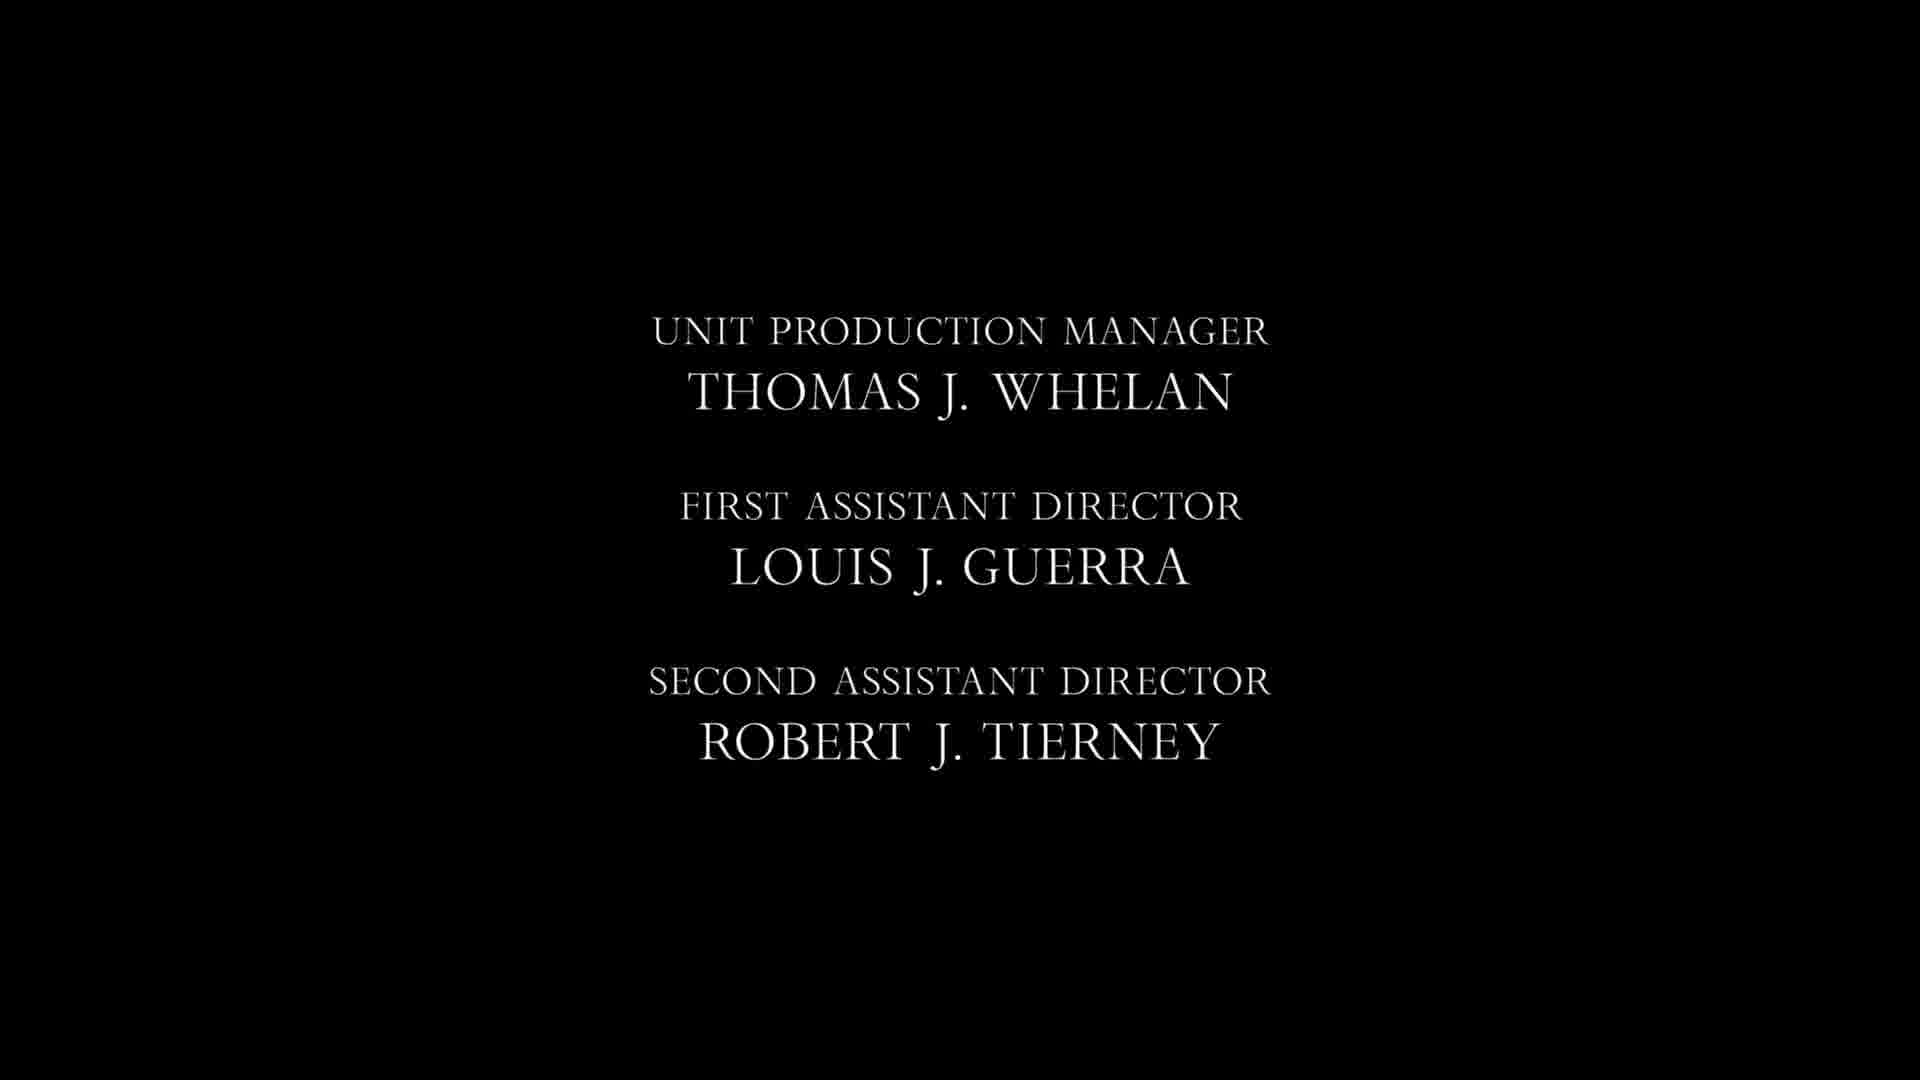 UNIT PRODUCTION MANAGER
THOMAS J. WHELAN
FIRST ASSISTANT DIRECTOR
LOUIS J. GUERRA
SECOND ASSISTANT DIRECTOR
ROBERT J. TIERNEY